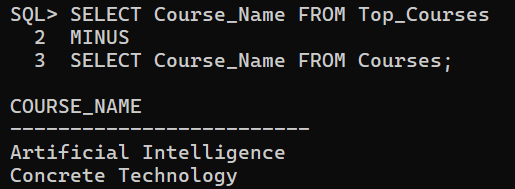 SQL> SELECT Course_Name FROM Top_Courses
  2  MINUS
  3  SELECT Course_Name FROM Courses;

COURSE_NAME
-------------------------
Artificial Intelligence
Concrete Technology